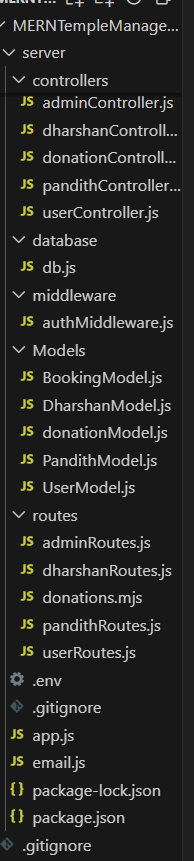 MERNTempleManage...
server
controllers
JS adminController.js
JS dharshanControll...
JS donationControll...
JS pandithController...
JS userController.js
database
JS db.js
middleware
JS authMiddleware.js
Models
JS BookingModel.js
JS DharshanModel.js
JS donationModel.js
JS PandithModel.js
JS UserModel.js
routes
JS adminRoutes.js
JS dharshanRoutes.js
JS donations.mjs
JS pandithRoutes.js
JS userRoutes.js
.env
.gitignore
JS app.js
JS email.js
{} package-lock.json
{} package.json
.gitignore